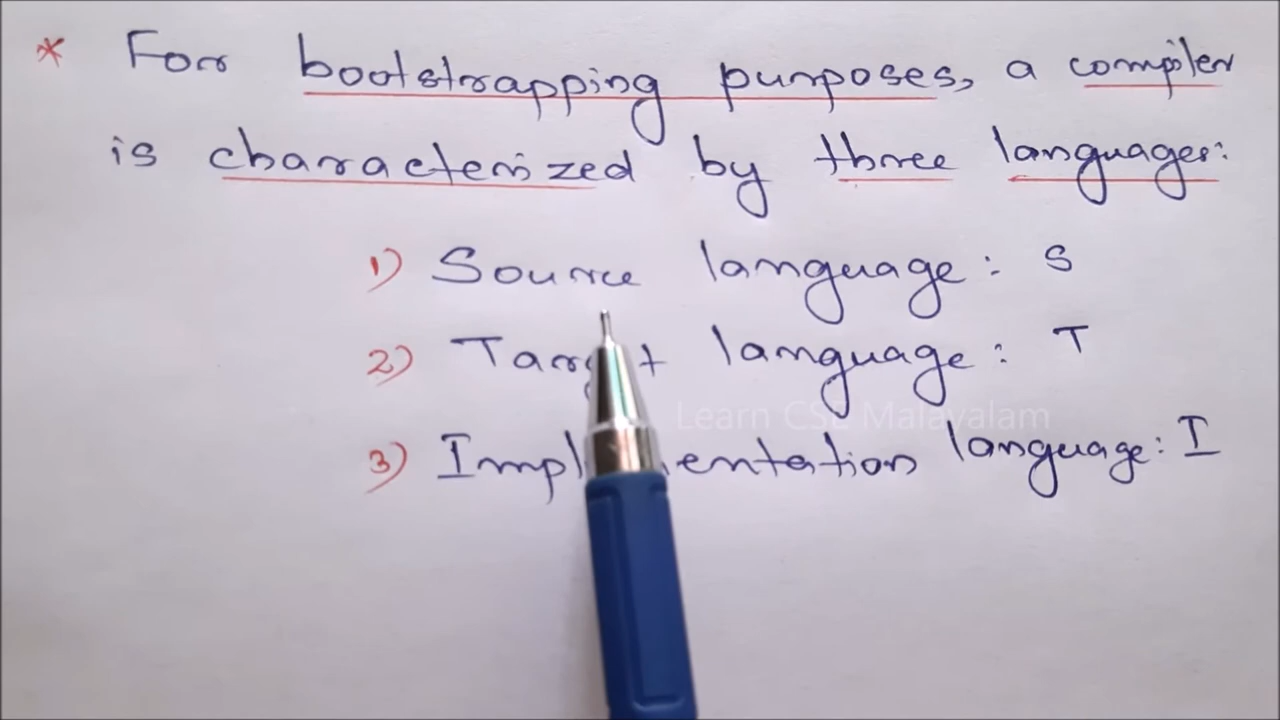 * For bootstrapping purposes, a compiler
is characterized by three languages:
1) Source language: S
2) Target language: T
Learn CSE Malayalam
3) Implementation language: I